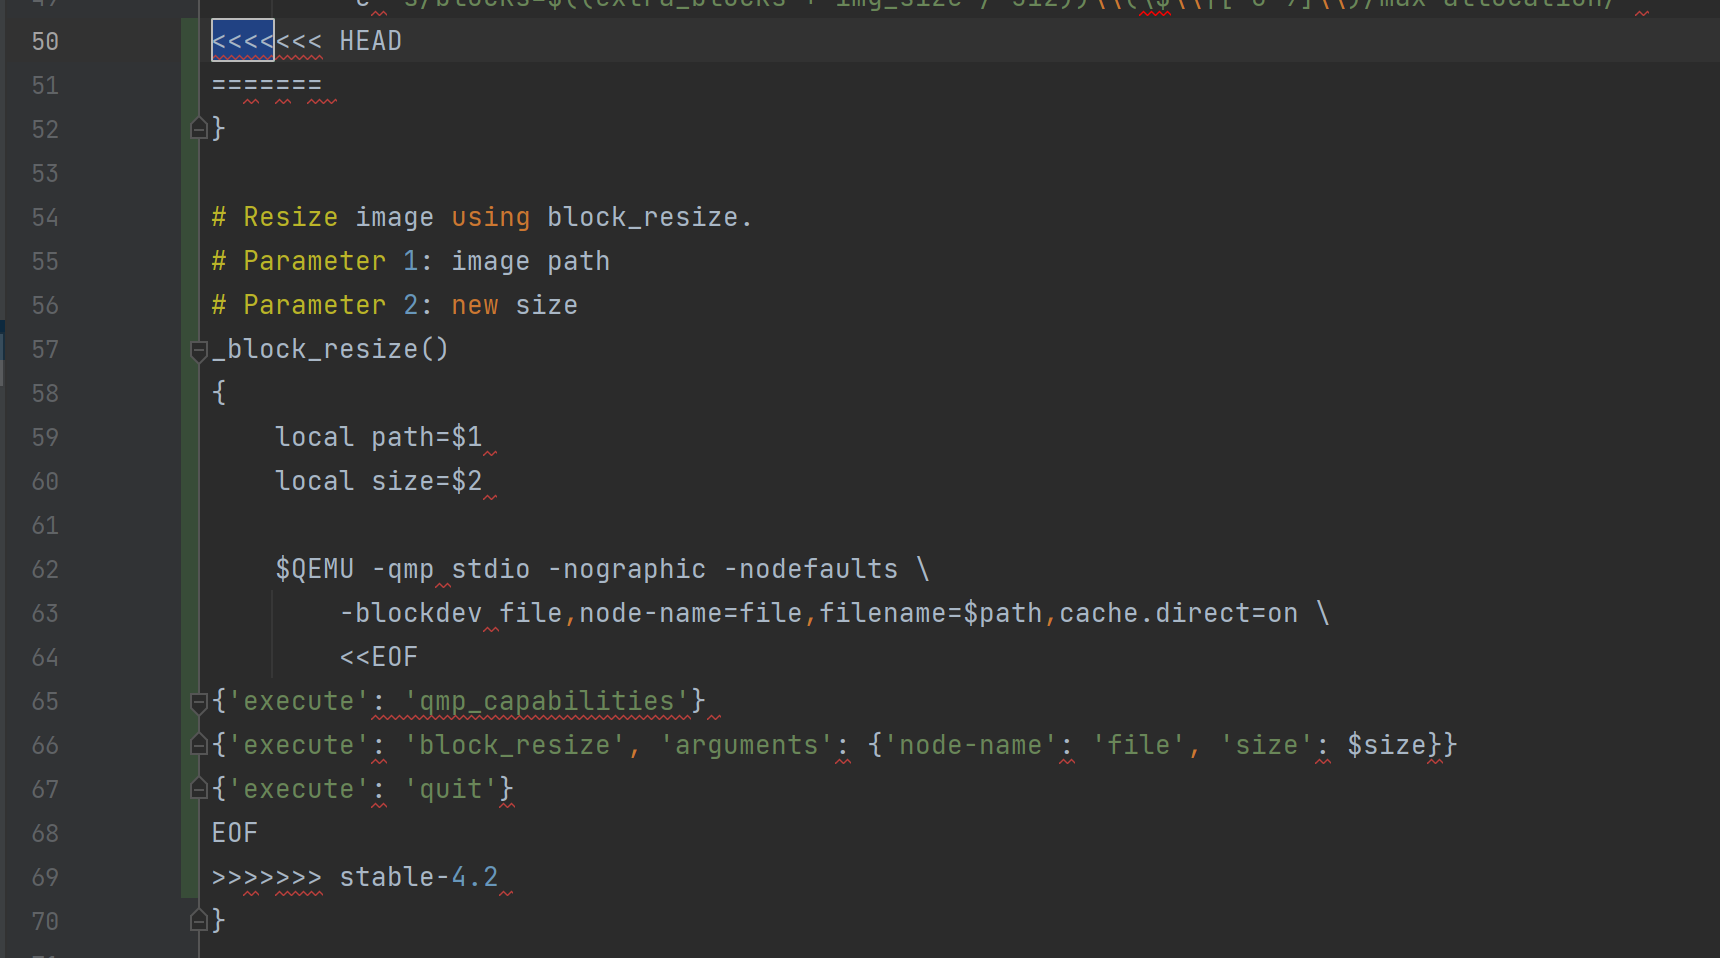 50 <<<<<<< HEAD
51 =======
52 }
53
54 # Resize image using block_resize.
55 # Parameter 1: image path
56 # Parameter 2: new size
57 _block_resize()
58 {
59     local path=$1
60     local size=$2
61
62     $QEMU -qmp stdio -nographic -nodefaults \
63         -blockdev file,node-name=file,filename=$path,cache.direct=on \
64         <<EOF
65 {'execute': 'qmp_capabilities'}
66 {'execute': 'block_resize', 'arguments': {'node-name': 'file', 'size': $size}}
67 {'execute': 'quit'}
68 EOF
69 >>>>>>> stable-4.2
70 }